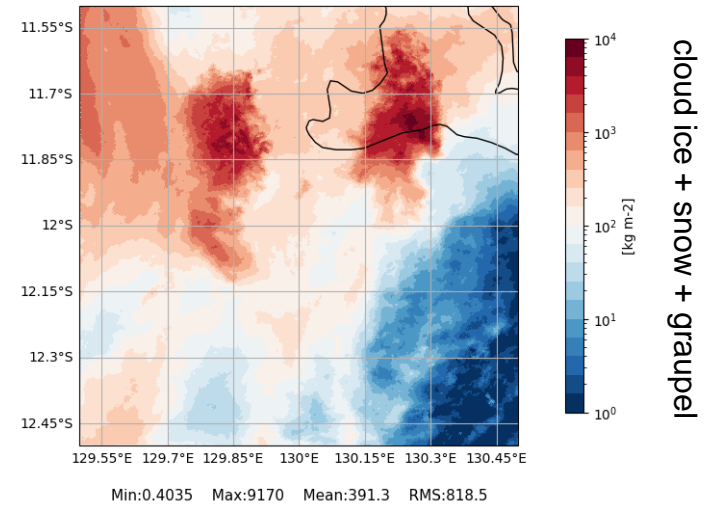 11.55°S
11.7°S
11.85°S
12°S
12.15°S
12.3°S
12.45°S
129.55°E 129.7°E 129.85°E 130°E 130.15°E 130.3°E 130.45°E
10⁴
10³
10²
10¹
10⁰
[kg m-2]
cloud ice + snow + graupel
Min:0.4035 Max:9170 Mean:391.3 RMS:818.5